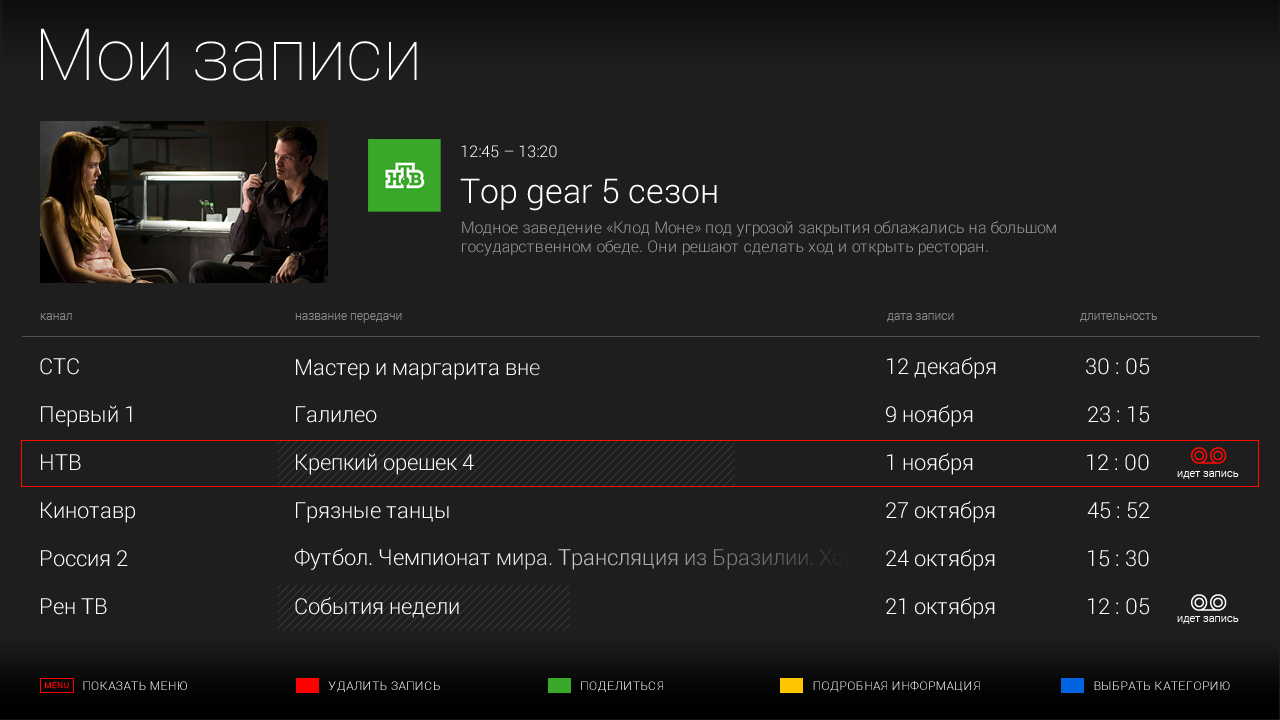 Мои записи
НТВ
12:45 – 13:20
Top gear 5 сезон
Модное заведение «Клод Моне» под угрозой закрытия облажались на большом
государственном обеде. Они решают сделать ход и открыть ресторан.
канал название передачи дата записи длительность
СТС Мастер и маргарита вне 12 декабря 30 : 05
Первый 1 Галилео 9 ноября 23 : 15
НТВ Крепкий орешек 4 1 ноября 12 : 00 идет запись
Кинотавр Грязные танцы 27 октября 45 : 52
Россия 2 Футбол. Чемпионат мира. Трансляция из Бразилии. Хор 24 октября 15 : 30
Рен ТВ События недели 21 октября 12 : 05 идет запись
MENU ПОКАЗАТЬ МЕНЮ УДАЛИТЬ ЗАПИСЬ ПОДЕЛИТЬСЯ ПОДРОБНАЯ ИНФОРМАЦИЯ ВЫБРАТЬ КАТЕГОРИЮ